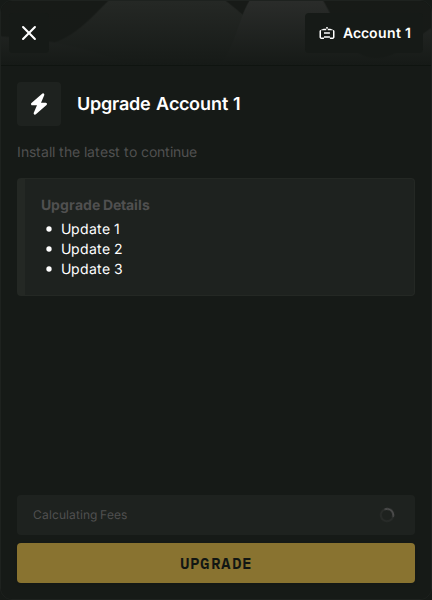 Account 1
Upgrade Account 1
Install the latest to continue
Upgrade Details
Update 1
Update 2
Update 3
Calculating Fees
UPGRADE